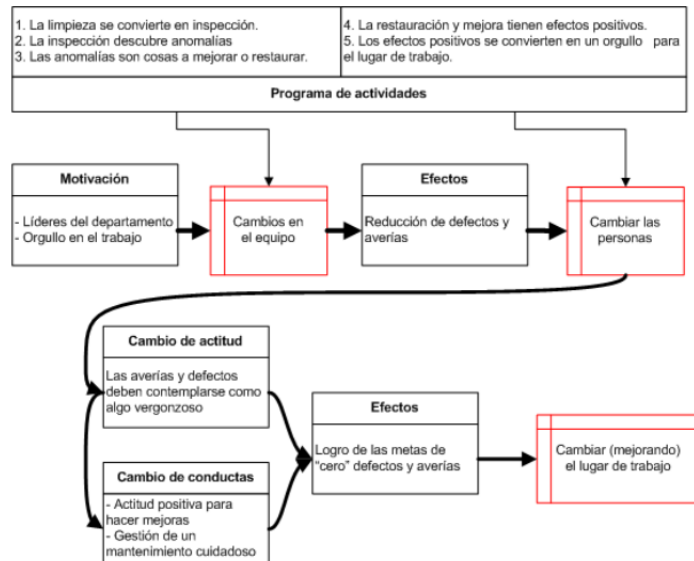 1. La limpieza se convierte en inspección.
2. La inspección descubre anomalías
3. Las anomalías son cosas a mejorar o restaurar.
4. La restauración y mejora tienen efectos positivos.
5. Los efectos positivos se convierten en un orgullo para
el lugar de trabajo.
Programa de actividades
Motivación
- Líderes del departamento
- Orgullo en el trabajo
Cambios en
el equipo
Efectos
Reducción de defectos y
averías
Cambiar las
personas
Cambio de actitud
Las averías y defectos
deben contemplarse como
algo vergonzoso
Cambio de conductas
- Actitud positiva para
hacer mejoras
- Gestión de un
mantenimiento cuidadoso
Efectos
Logro de las metas de
“cero” defectos y averías
Cambiar (mejorando)
el lugar de trabajo